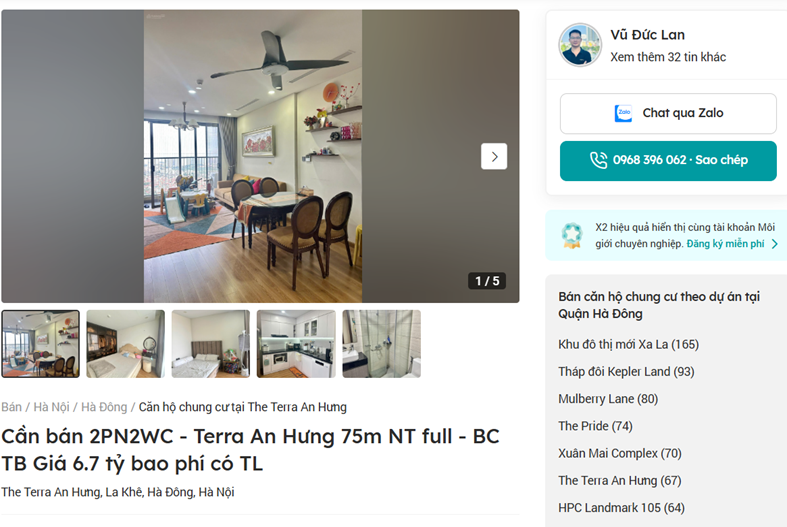 1 / 5
Bán / Hà Nội / Hà Đông / Căn hộ chung cư tại The Terra An Hưng
Cần bán 2PN2WC - Terra An Hưng 75m NT full - BC
TB Giá 6.7 tỷ bao phí có TL
The Terra An Hưng, La Khê, Hà Đông, Hà Nội
Vũ Đức Lan
Xem thêm 32 tin khác
Zalo
Chat qua Zalo
0968 396 062 · Sao chép
X2 hiệu quả hiển thị cùng tài khoản Môi
giới chuyên nghiệp. Đăng ký miễn phí
Bán căn hộ chung cư theo dự án tại
Quận Hà Đông
Khu đô thị mới Xa La (165)
Tháp đôi Kepler Land (93)
Mulberry Lane (80)
The Pride (74)
Xuân Mai Complex (70)
The Terra An Hưng (67)
HPC Landmark 105 (64)